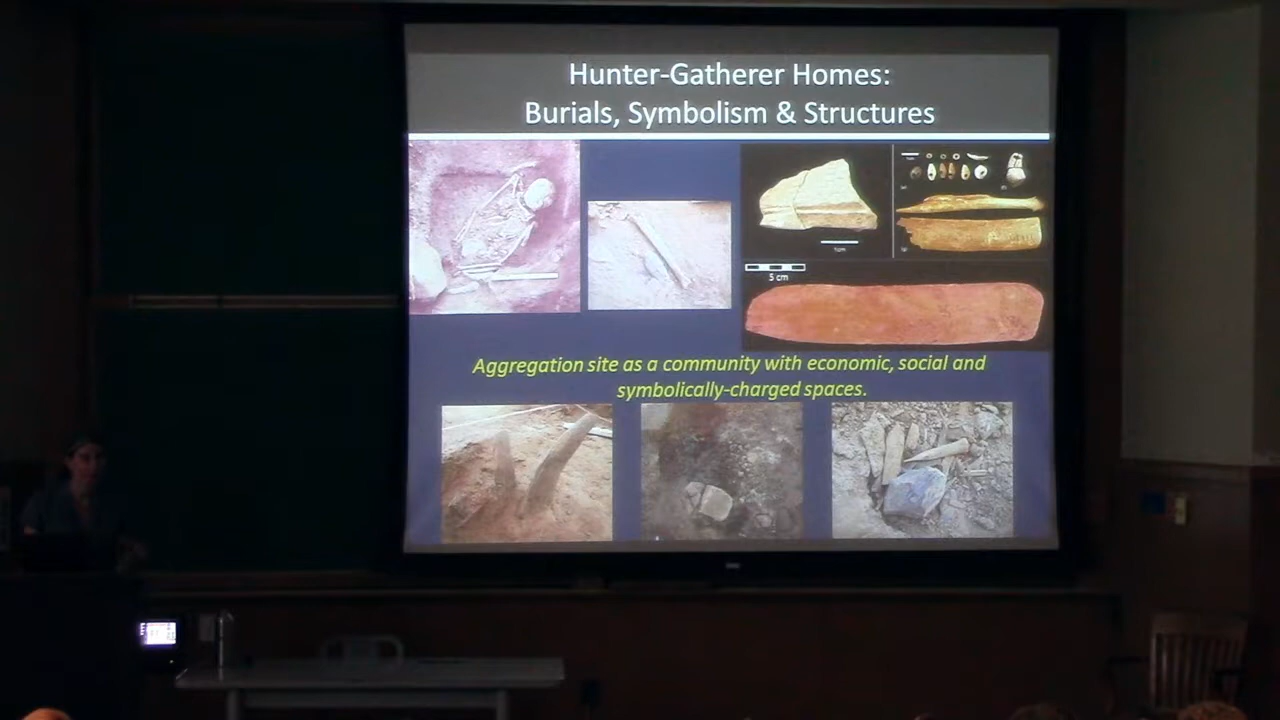 Hunter-Gatherer Homes:
Burials, Symbolism & Structures
5 cm
Aggregation site as a community with economic, social and
symbolically-charged spaces.